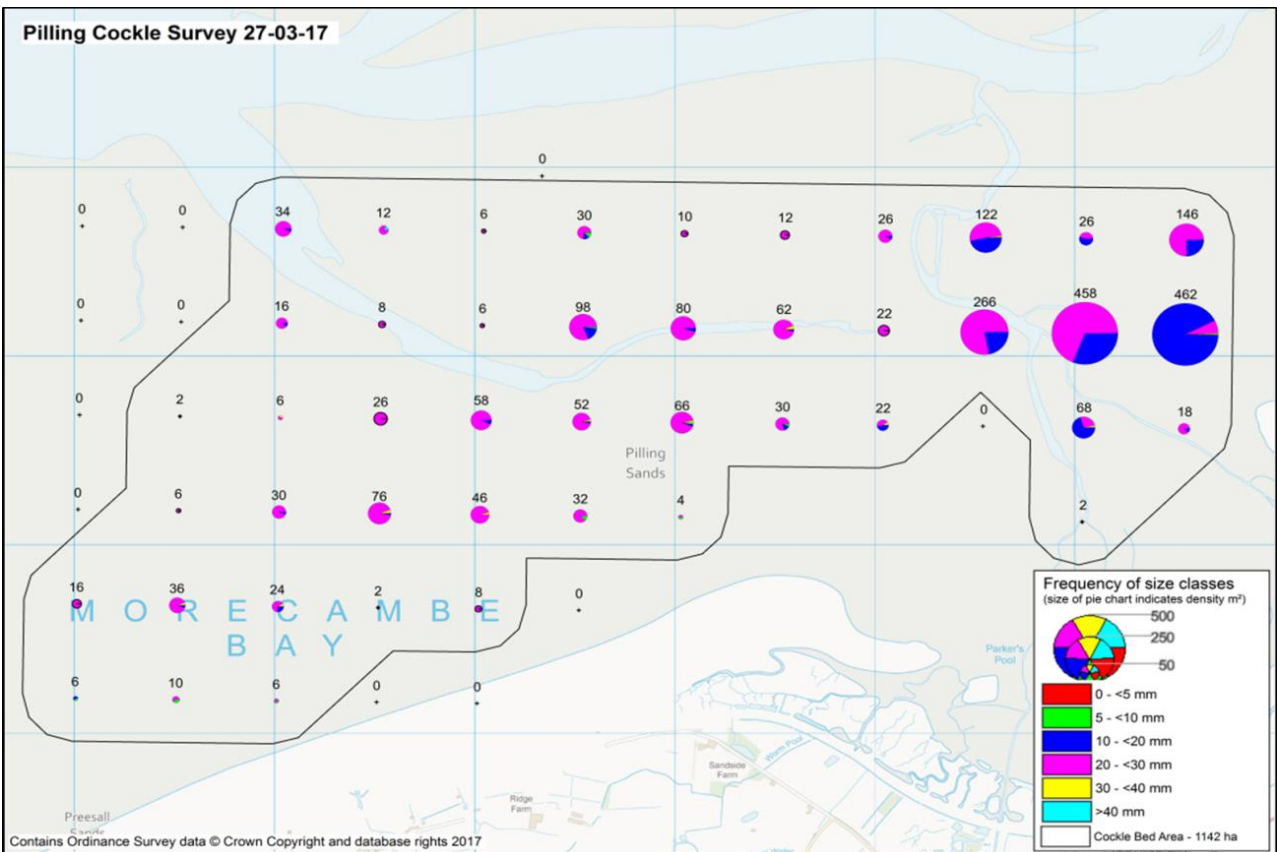 Pilling Cockle Survey 27-03-17
0
0 0 34 12 6 30 10 12 26 122 26 146
0 0 16 8 6 98 80 62 22 266 458 462
0 2 6 26 58 52 66 30 22 0 68 18
Pilling
Sands
0 6 30 76 46 32 4 2
16 36 24 2 8 0
MORECAMBE
BAY
6 10 6 0 0
Parker's
Pool
Worm Pool
Sandside
Farm
Ridge
Farm
Preesall
Sands
Contains Ordinance Survey data © Crown Copyright and database rights 2017
Frequency of size classes
(size of pie chart indicates density m²)
500
250
50
0 - <5 mm
5 - <10 mm
10 - <20 mm
20 - <30 mm
30 - <40 mm
>40 mm
Cockle Bed Area - 1142 ha